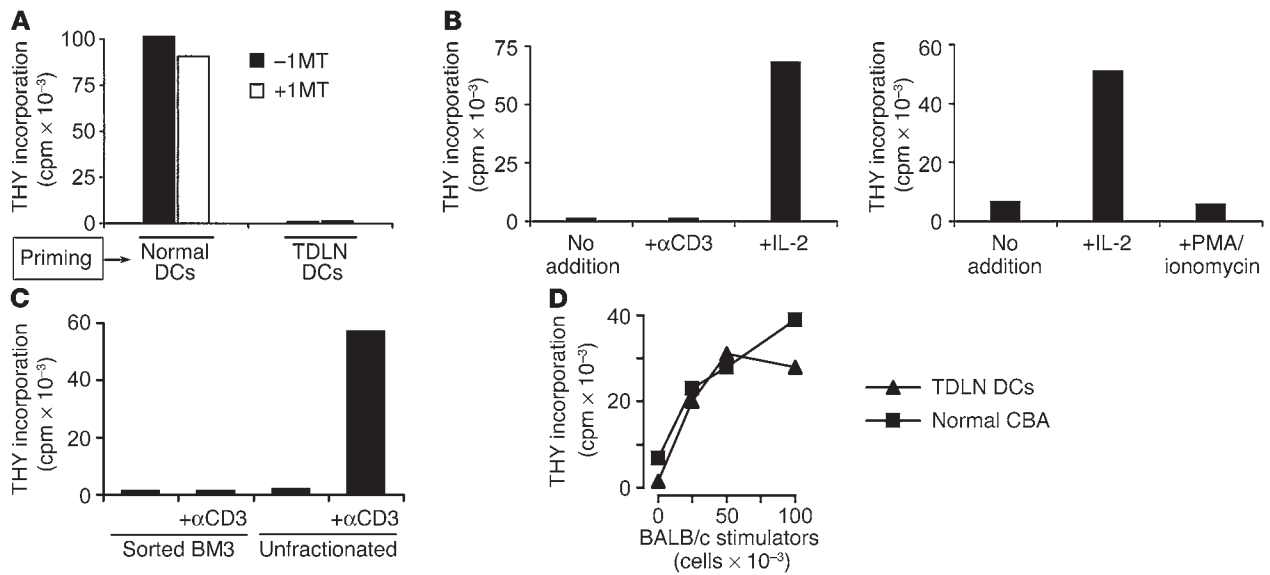 A
THY incorporation
(cpm × 10⁻³)
100
75
50
25
0
–1MT
+1MT
Priming
Normal
DCs
TDLN
DCs
B
THY incorporation
(cpm × 10⁻³)
75
50
25
0
No
addition
+αCD3
+IL-2
THY incorporation
(cpm × 10⁻³)
60
40
20
0
No
addition
+IL-2
+PMA/
ionomycin
C
THY incorporation
(cpm × 10⁻³)
60
40
20
0
+αCD3
+αCD3
Sorted BM3
Unfractionated
D
THY incorporation
(cpm × 10⁻³)
40
20
0
0 50 100
BALB/c stimulators
(cells × 10⁻³)
TDLN DCs
Normal CBA